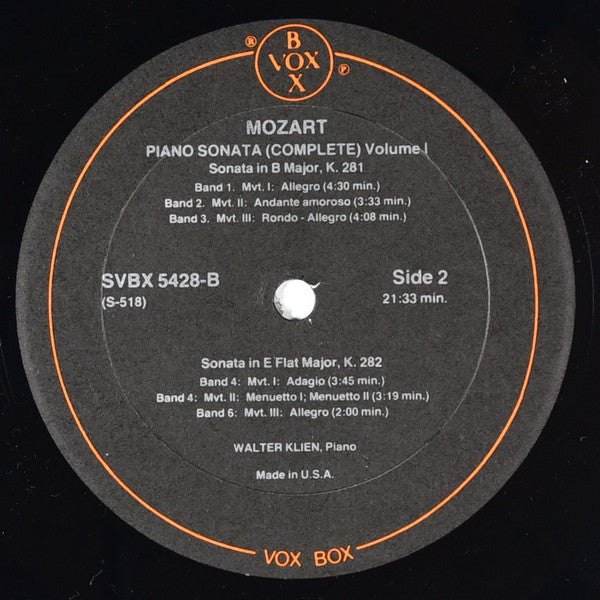 B
® VOX ℗
X
MOZART
PIANO SONATA (COMPLETE) Volume I
Sonata in B Major, K. 281
Band 1. Mvt. I: Allegro (4:30 min.)
Band 2. Mvt. II: Andante amoroso (3:33 min.)
Band 3. Mvt. III: Rondo - Allegro (4:08 min.)
SVBX 5428-B Side 2
(S-518) 21:33 min.
Sonata in E Flat Major, K. 282
Band 4: Mvt. I: Adagio (3:45 min.)
Band 4: Mvt. II: Menuetto I; Menuetto II (3:19 min.)
Band 6: Mvt. III: Allegro (2:00 min.)
WALTER KLIEN, Piano
Made in U.S.A.
VOX BOX